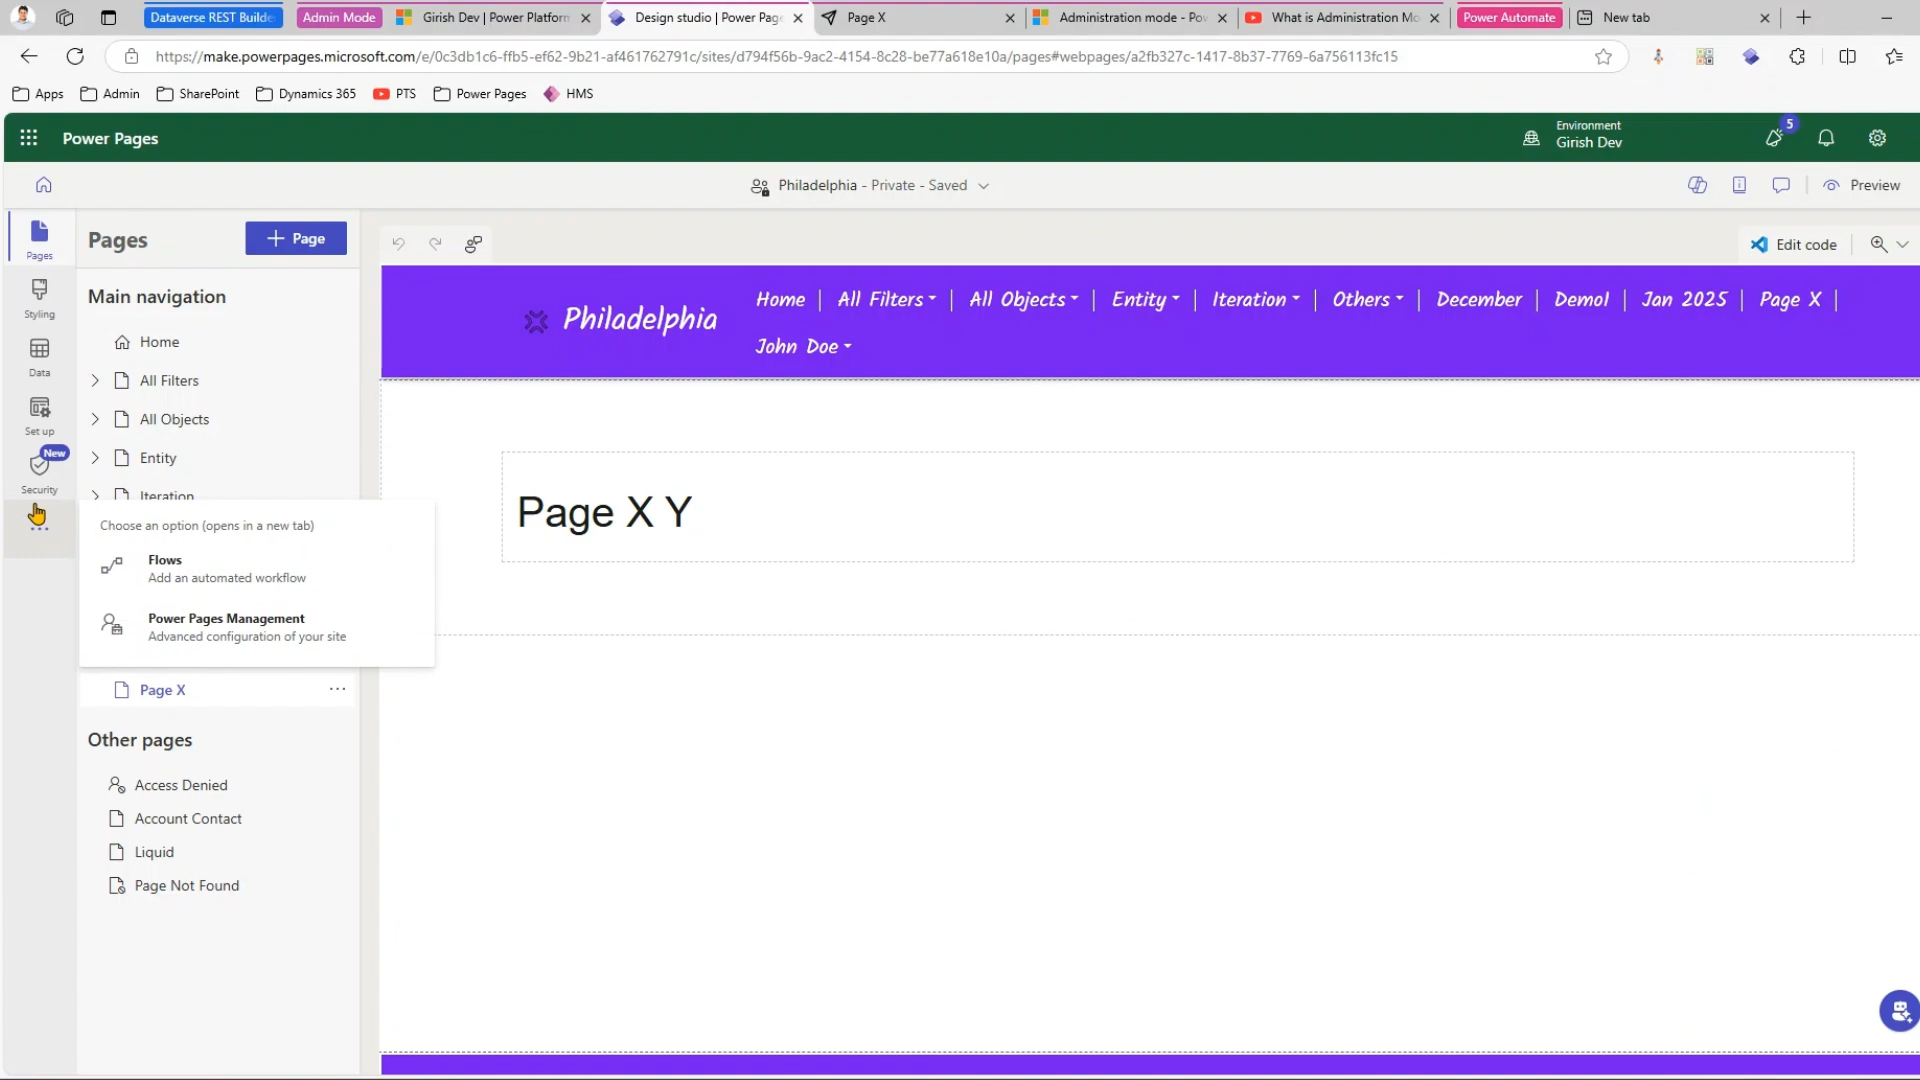 Dataverse REST Builde
Admin Mode
Girish Dev | Power Platform
Design studio | Power Page
Page X
Administration mode - Pow
What is Administration Mo
Power Automate
New tab
https://make.powerpages.microsoft.com/e/0c3db1c6-ffb5-ef62-9b21-af461762791c/sites/d794f56b-9ac2-4154-8c28-be77a618e10a/pages#webpages/a2fb327c-1417-8b37-7769-6a756113fc15
Apps
Admin
SharePoint
Dynamics 365
PTS
Power Pages
HMS
Power Pages
Environment
Girish Dev
5
Philadelphia - Private - Saved
Preview
Pages
Styling
Data
Set up
New
Security
Pages
+ Page
Main navigation
Home
All Filters
All Objects
Entity
Iteration
Choose an option (opens in a new tab)
Flows
Add an automated workflow
Power Pages Management
Advanced configuration of your site
Page X
Other pages
Access Denied
Account Contact
Liquid
Page Not Found
Edit code
Philadelphia
Home | All Filters | All Objects | Entity | Iteration | Others | December | Demo1 | Jan 2025 | Page X |
John Doe
Page X Y